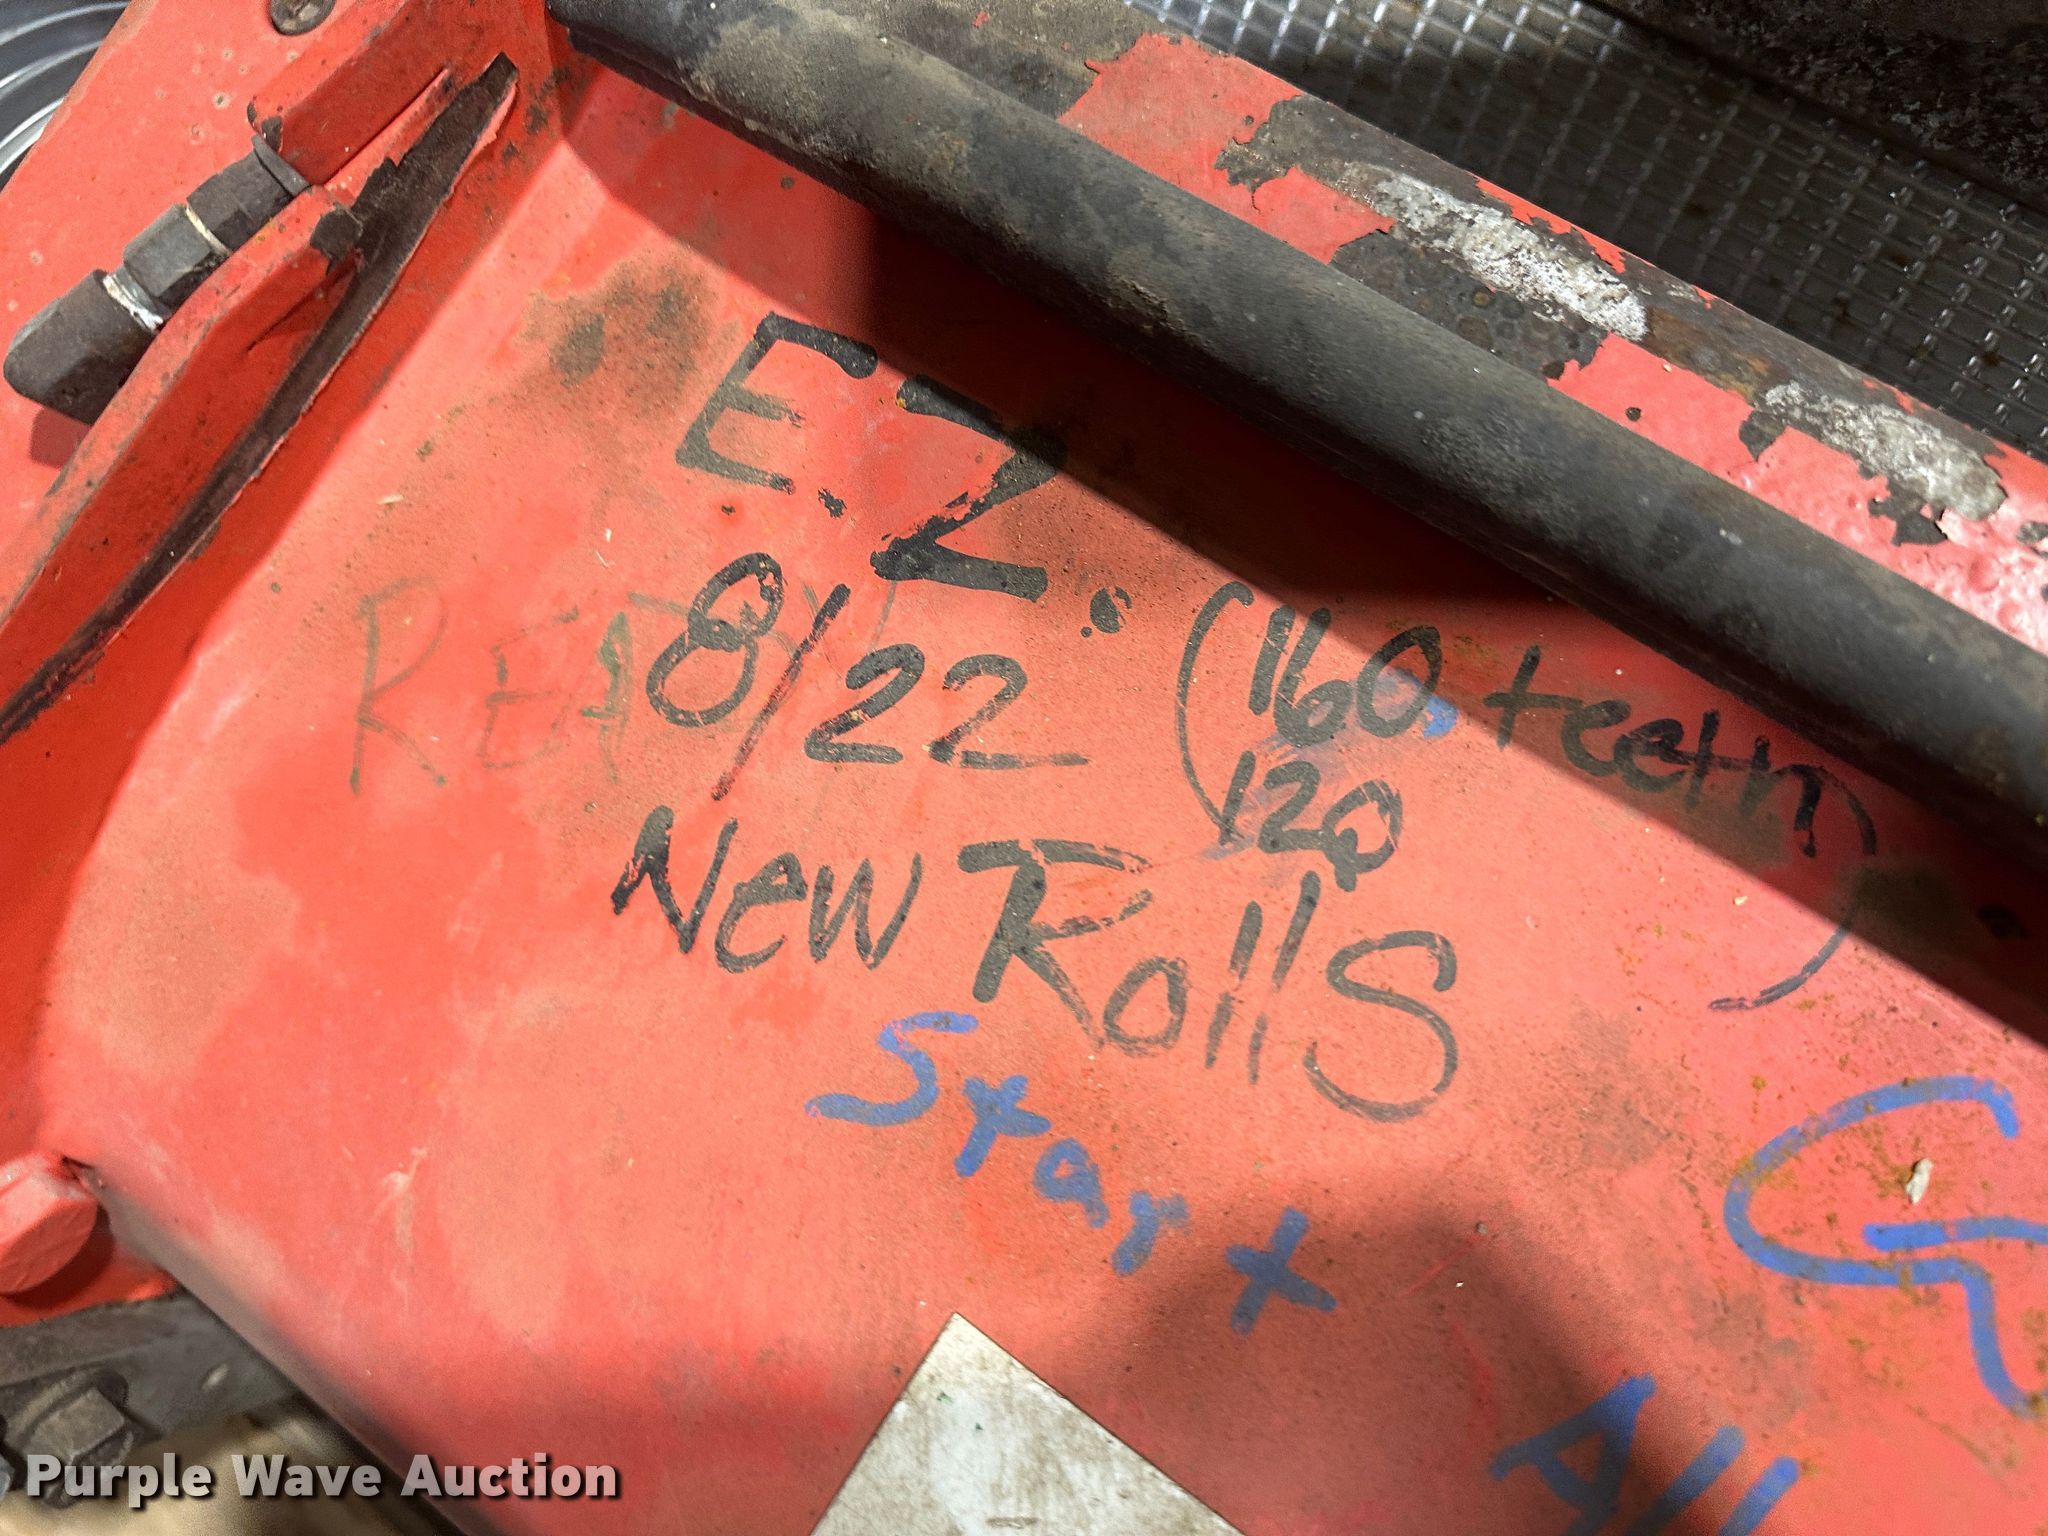 E.Z.
READY
8/22 (160 teeth)
120
New Rolls
Start
G
All
Purple Wave Auction